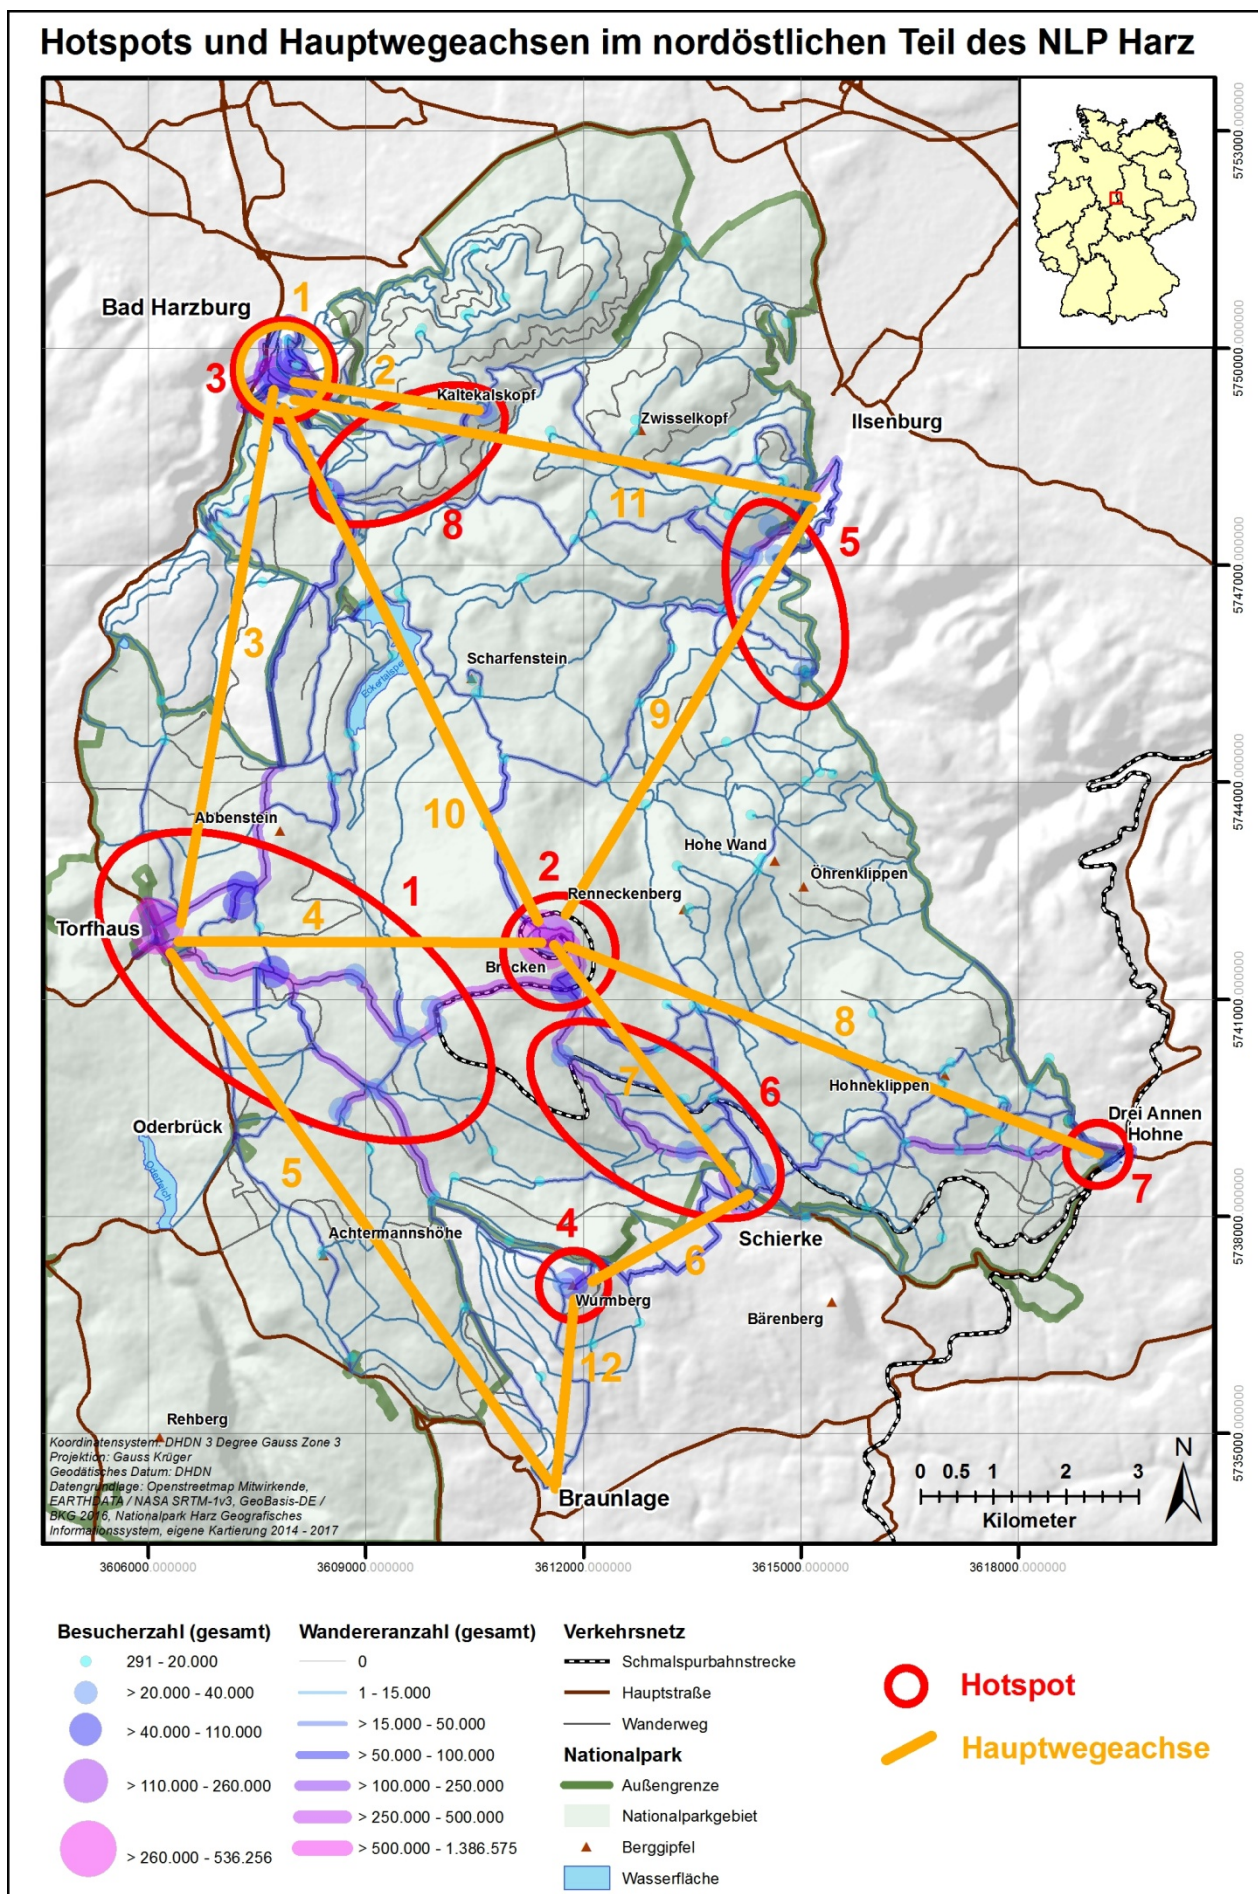 Hotspots und Hauptwegeachsen im nordöstlichen Teil des NLP Harz
5753000.000000
Bad Harzburg
1
5750000.000000
3
2
Kaltekalskopf
Zwisselkopf
Ilsenburg
11
8
5
5747000.000000
3
Scharfenstein
Eckertalsper
9
5744000.000000
10
Abbenstein
Hohe Wand
Öhrenklippen
1
2
Renneckenberg
4
Torfhaus
Brocken
5741000.000000
8
7
6
Hohneklippen
Drei Annen
Hohne
Oderbrück
Oderteich
5
7
5738000.000000
Achtermannshöhe
4
Schierke
6
Wurmberg
Bärenberg
12
Rehberg
5735000.000000
Koordinatensystem: DHDN 3 Degree Gauss Zone 3
Projektion: Gauss Krüger
Geodätisches Datum: DHDN
Datengrundlage: Openstreetmap Mitwirkende,
EARTHDATA / NASA SRTM-1v3, GeoBasis-DE /
BKG 2016, Nationalpark Harz Geografisches
Informationssystem, eigene Kartierung 2014 - 2017
Braunlage
N
0 0.5 1 2 3
Kilometer
3606000.000000 3609000.000000 3612000.000000 3615000.000000 3618000.000000
Besucherzahl (gesamt)
291 - 20.000
> 20.000 - 40.000
> 40.000 - 110.000
> 110.000 - 260.000
> 260.000 - 536.256
Wandereranzahl (gesamt)
0
1 - 15.000
> 15.000 - 50.000
> 50.000 - 100.000
> 100.000 - 250.000
> 250.000 - 500.000
> 500.000 - 1.386.575
Verkehrsnetz
Schmalspurbahnstrecke
Hauptstraße
Wanderweg
Nationalpark
Außengrenze
Nationalparkgebiet
Berggipfel
Wasserfläche
Hotspot
Hauptwegeachse